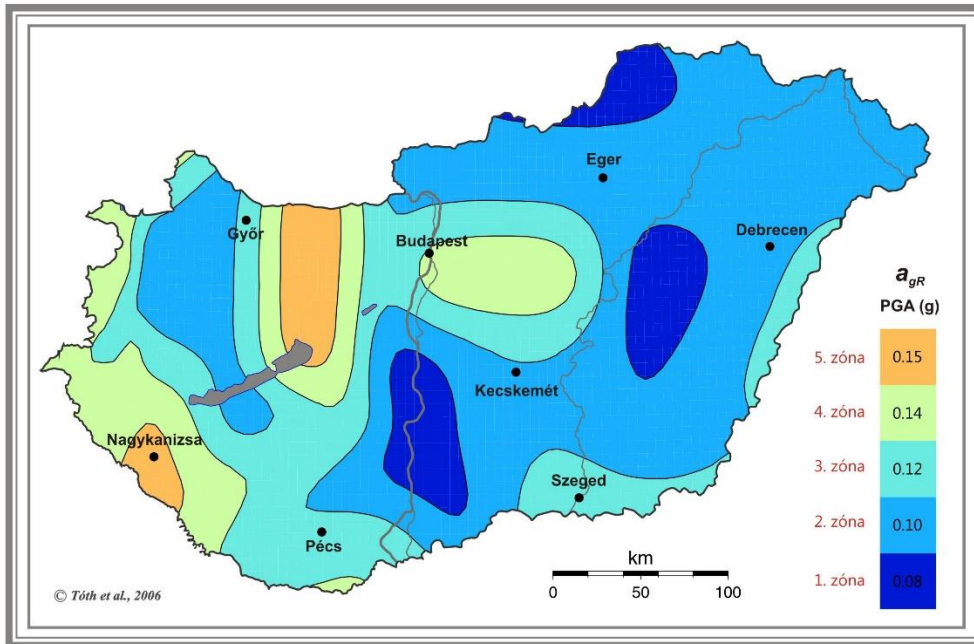 Eger
Győr
Budapest
Debrecen
a_gR
PGA (g)
5. zóna 0.15
Kecskemét
4. zóna 0.14
Nagykanizsa
3. zóna 0.12
Szeged
2. zóna 0.10
Pécs
km
1. zóna 0.08
0 50 100
© Tóth et al., 2006